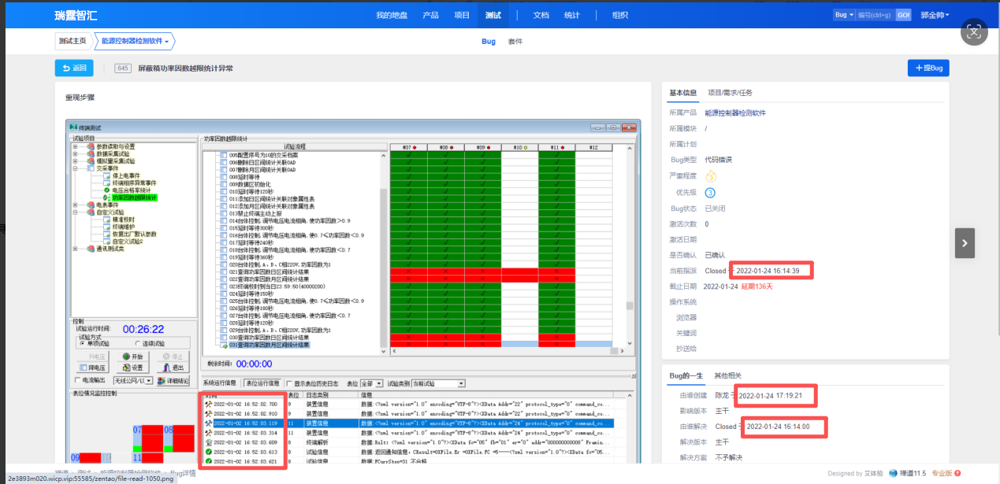 瑞霆智汇 我的地盘 产品 项目 测试 文档 统计 组织 Bug 编号(ctrl+g) GO! 郭全帅
测试主页 能源控制器检测软件 Bug 套件
返回 645 屏蔽箱功率因数越限统计异常 提Bug
重现步骤
终端测试
试验项目
参数读取与设置
数据采集试验
模拟量采集试验
交采事件
停上电事件
终端相序异常事件
电压合格率统计
功率因数越限统计
电表事件
自定义试验
精准校时
终端维护
恢复出厂默认参数
自定义试验2
通讯测试类
控制
试验运行时间: 00:26:22
试验方式
单项试验 连续试验
升电压 开始 停止
降电压 设置 退出
电流输出 无线公网/以 详细结论
表位情况监控控制
07 08
09 10 11
功率因数越限统计
试验流程 #07 #08 #09 #10 #11 #12
005配置序号为10的交采档案
006删除日区间统计关联OAD
007删除月区间统计关联OAD
008延时等待
009数据区初始化
010延时等待120秒
011添加日区间统计关联对象属性表
012添加月区间统计关联对象属性表
013禁止终端主动上报
014台体控制,调节电压电流相角,使功率因数>0.9
015延时等待300秒
016台体控制,调节电压电流相角,使0.7≤功率因数<0.9
017延时等待240秒
018台体控制,调节电压电流相角,使功率因数<0.7
019延时等待360秒
020台体控制,A、B、C相220V,功率因数为1
021查询功率因数日区间统计结果
022查询功率因数月区间统计结果
023终端校时到当日23:59:50(40000200)
024延时等待150秒
025台体控制,调节电压电流相角,使0.7≤功率因数<0.9
026延时等待180秒
027台体控制,调节电压电流相角,使功率因数<0.7
028延时等待120秒
029台体控制,A、B、C相220V,功率因数为1
030查询功率因数日区间统计结果
031查询功率因数月区间统计结果
剩余时间: 00:00:00
系统运行信息 表位运行信息 显示表位历史日志 表位 全部 试验类别 当前试验
时间 表位 日志类别 信息
2022-01-02 16:52:02.700 9 装置信息 数据:<?xml version="1.0" encoding="UTF-8"?><XData Addr="22" protocol_type="0" command_co...
2022-01-02 16:52:02.910 9 装置信息 数据:<?xml version="1.0" encoding="UTF-8"?><XData Addr="22" protocol_type="0" command_co...
2022-01-02 16:52:03.119 11 装置信息 数据:<?xml version="1.0" encoding="UTF-8"?><XData Addr="24" protocol_type="0" command_co...
2022-01-02 16:52:03.314 11 装置信息 数据:<?xml version="1.0" encoding="UTF-8"?><XData Addr="24" protocol_type="0" command_co...
2022-01-02 16:52:03.609 8 终端解析
2022-01-02 16:52:03.613 8 试验信息
2022-01-02 16:52:03.621 8 试验信息
基本信息 项目/需求/任务
所属产品 能源控制器检测软件
所属模块 /
所属计划
Bug类型 代码错误
严重程度 3
优先级 3
Bug状态 已关闭
激活次数 0
激活日期
是否确认 已确认
当前指派 Closed 于 2022-01-24 16:14:39
截止日期 2022-01-24 延期136天
操作系统
浏览器
关键词
抄送给
Bug的一生 其他相关
由谁创建 陈龙 于 2022-01-24 17:19:21
影响版本 主干
由谁解决 Closed 于 2022-01-24 16:14:00
解决版本 主干
解决方案 不予解决
禅道 测试 能源控制器检测软件 Bug详情
2e3893m020.wicp.vip:55585/zentao/file-read-1050.png
Designed by 艾体验 禅道11.5 专业版